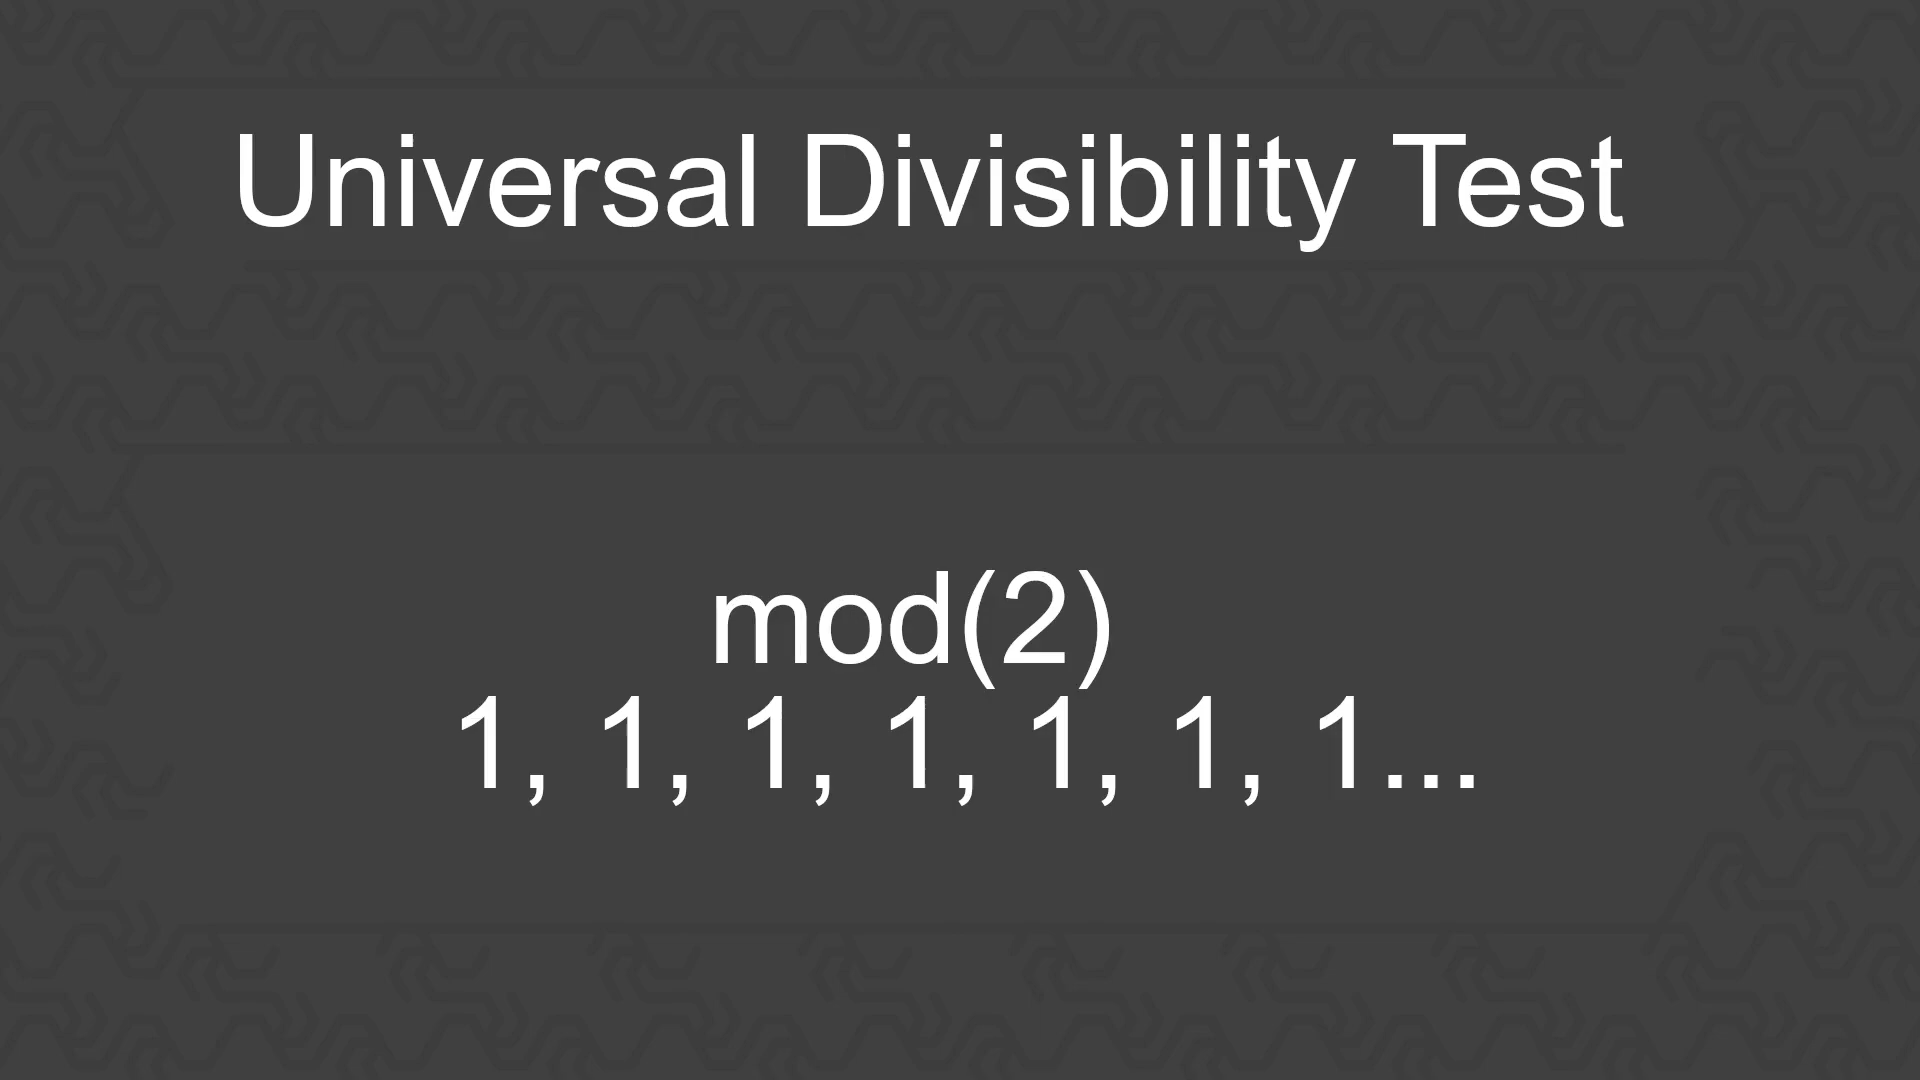 Universal Divisibility Test
mod(2)
1, 1, 1, 1, 1, 1, 1...